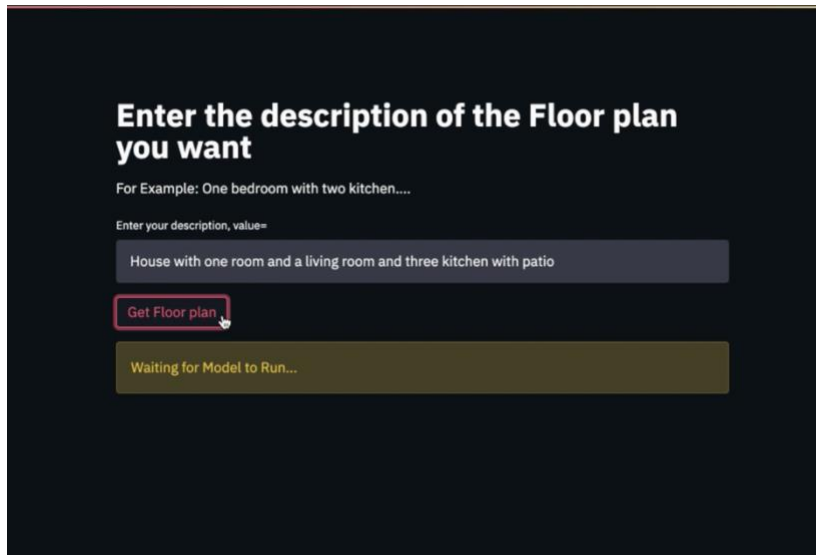 Enter the description of the Floor plan
you want
For Example: One bedroom with two kitchen....
Enter your description, value=
House with one room and a living room and three kitchen with patio
Get Floor plan
Waiting for Model to Run...